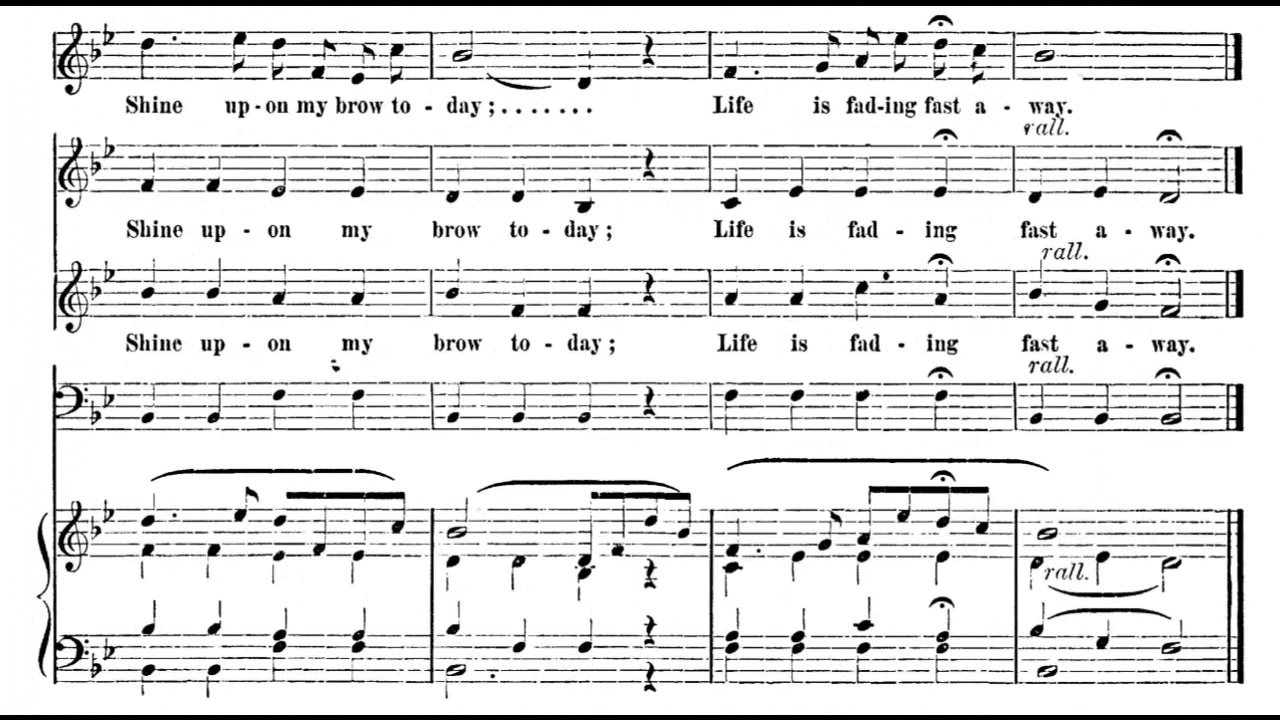 Shine up-on my brow to - day ;.......  Life is fad-ing fast a - way.
rall.
Shine up - on my brow to - day;  Life is fad - ing fast a - way.
rall.
Shine up - on my brow to - day;  Life is fad - ing fast a - way.
rall.
rall.